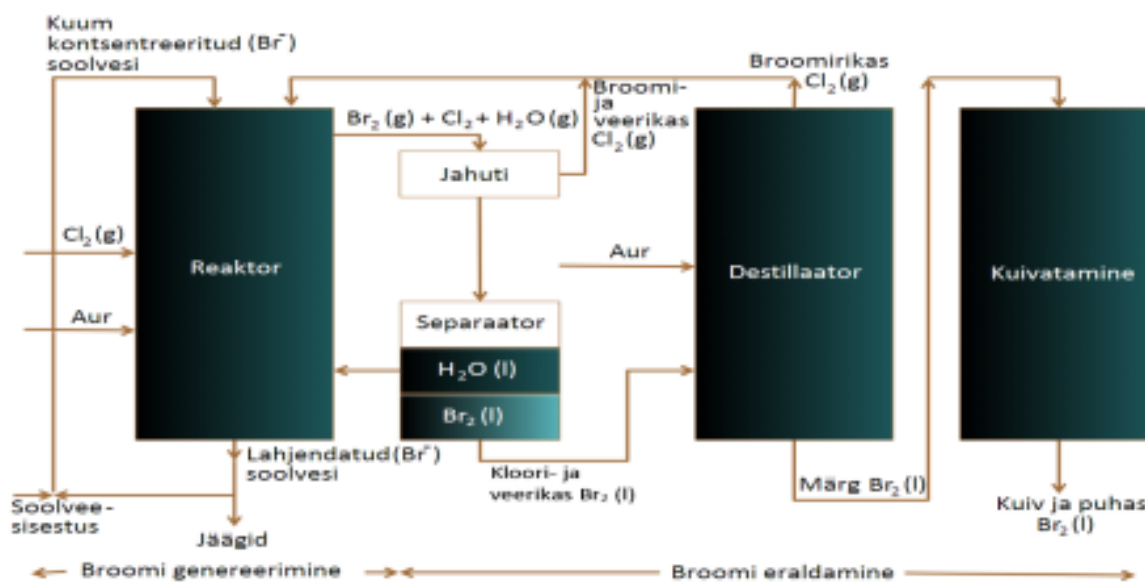 Kuum
kontsentreeritud (Br⁻)
soolvesi
Broomirikas
Cl₂(g)
Broomi-
ja
veerikas
Cl₂(g)
Br₂(g) + Cl₂ + H₂O(g)
Jahuti
Cl₂(g)
Reaktor
Aur
Destillaator
Kuivatamine
Aur
Separaator
H₂O (l)
Br₂ (l)
Lahjendatud(Br⁻)
soolvesi
Kloori- ja
veerikas Br₂ (l)
Märg Br₂(l)
Soolvee-
sisestus
Jäägid
Kuiv ja puhas
Br₂(l)
Broomi genereerimine
Broomi eraldamine